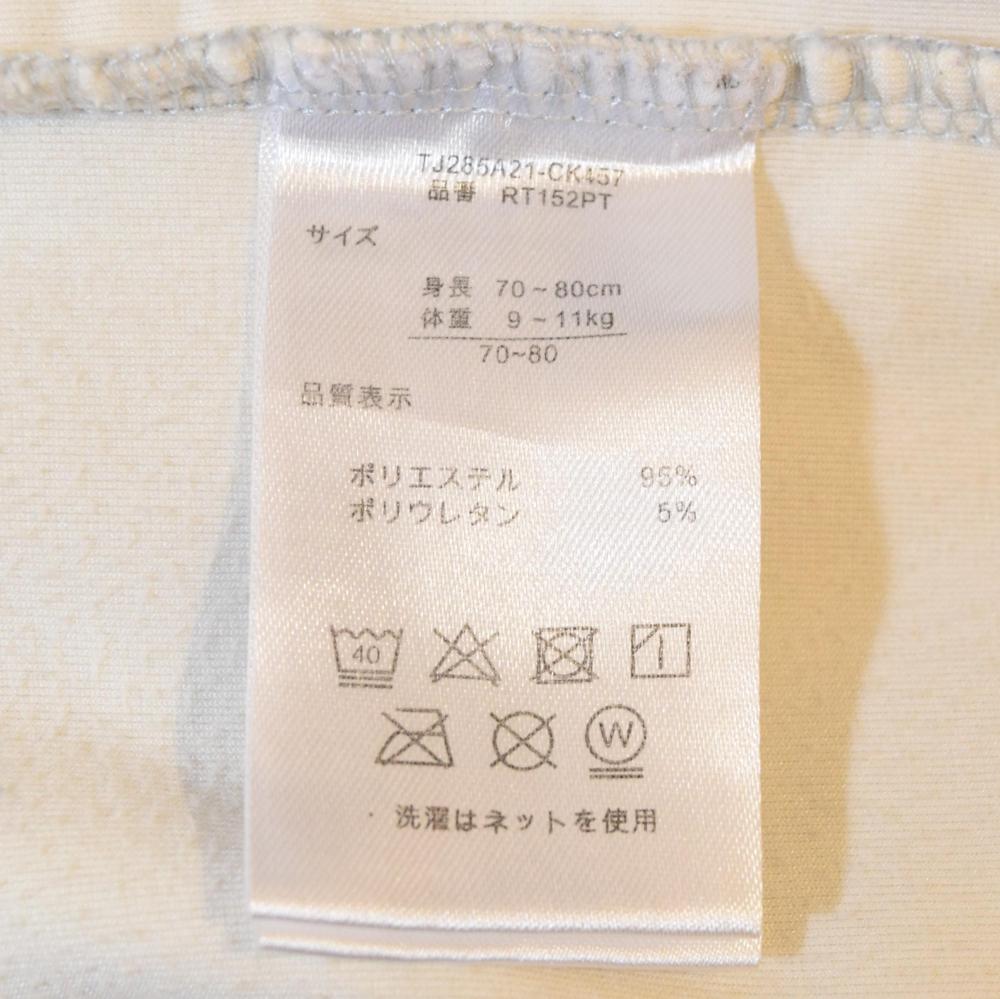 TJ285A21-CK457
品番 RT152PT
サイズ
身長 70~80cm
体重 9~11kg
70~80
品質表示
ポリエステル 95%
ポリウレタン 5%
40
W
洗濯はネットを使用